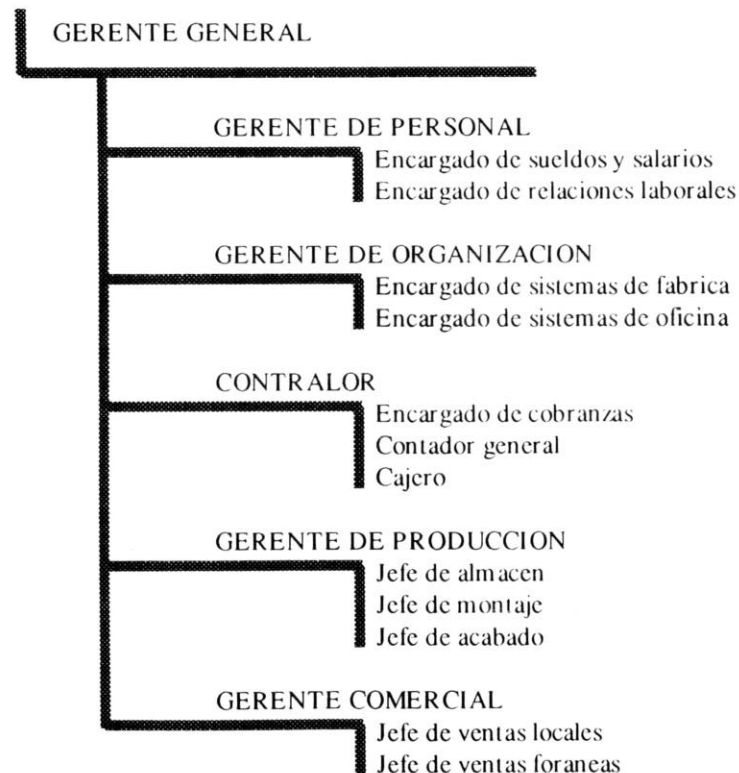 GERENTE GENERAL
GERENTE DE PERSONAL
Encargado de sueldos y salarios
Encargado de relaciones laborales
GERENTE DE ORGANIZACION
Encargado de sistemas de fabrica
Encargado de sistemas de oficina
CONTRALOR
Encargado de cobranzas
Contador general
Cajero
GERENTE DE PRODUCCION
Jefe de almacen
Jefe de montaje
Jefe de acabado
GERENTE COMERCIAL
Jefe de ventas locales
Jefe de ventas foraneas